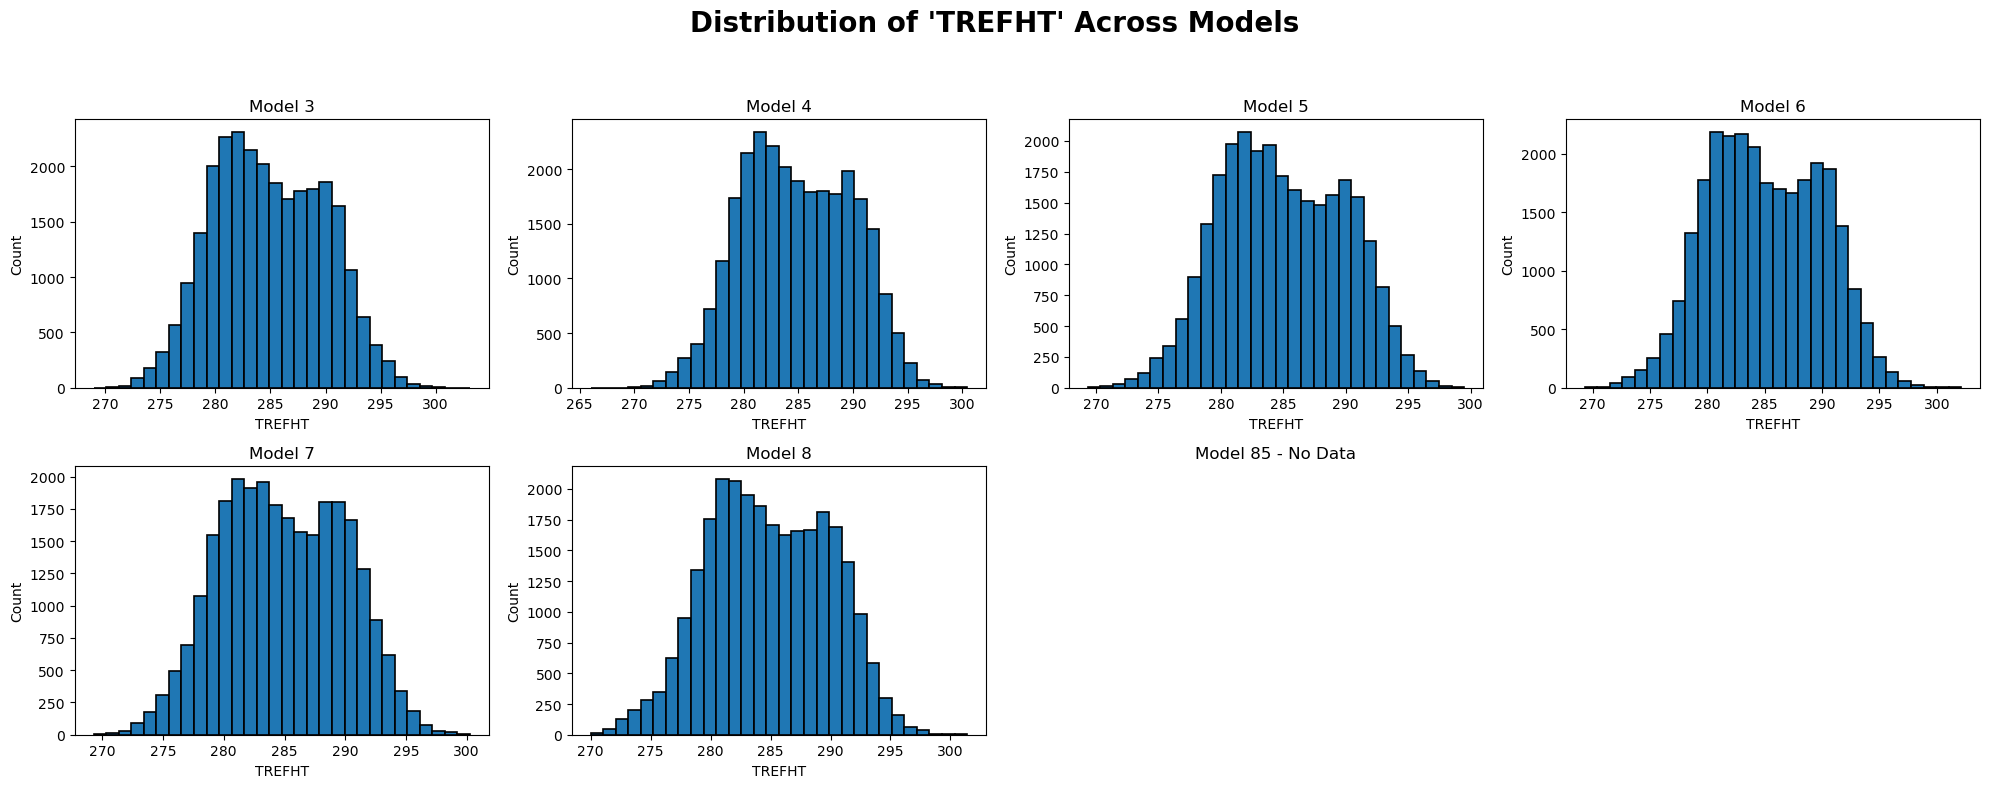 Distribution of 'TREFHT' Across Models
Model 3
Count
2000
1500
1000
500
0
270 275 280 285 290 295 300
TREFHT
Model 4
Count
2000
1500
1000
500
0
265 270 275 280 285 290 295 300
TREFHT
Model 5
Count
2000
1750
1500
1250
1000
750
500
250
0
270 275 280 285 290 295 300
TREFHT
Model 6
Count
2000
1500
1000
500
0
270 275 280 285 290 295 300
TREFHT
Model 7
Count
2000
1750
1500
1250
1000
750
500
250
0
270 275 280 285 290 295 300
TREFHT
Model 8
Count
2000
1750
1500
1250
1000
750
500
250
0
270 275 280 285 290 295 300
TREFHT
Model 85 - No Data